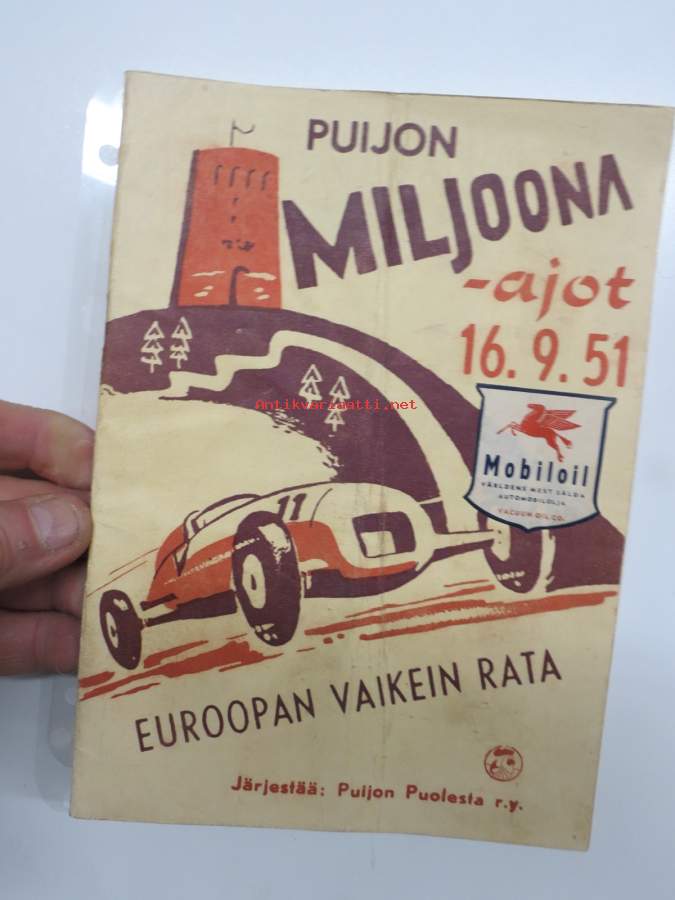 PUIJON
MILJOONA
-ajot
16. 9. 51
Antikvariaatti.net
Mobiloil
VÄRLDENS MEST SÅLDA
AUTOMOBILOLJA
VACUUM OIL CO.
11
EUROOPAN VAIKEIN RATA
Järjestää: Puijon Puolesta r.y.